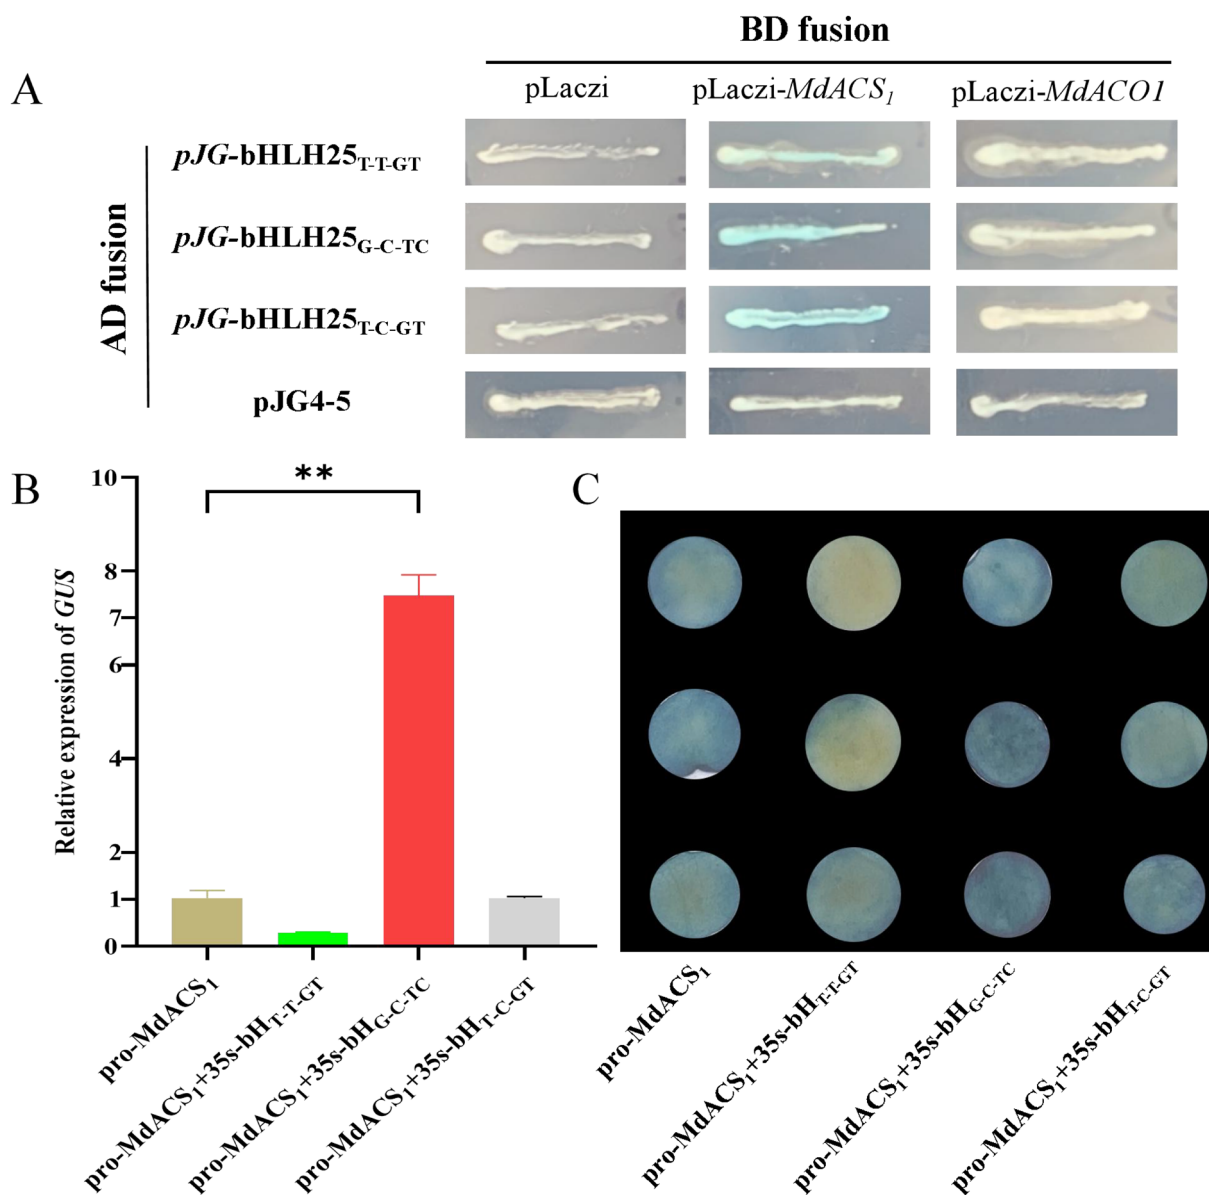 BD fusion
A
pLaczi pLaczi-MdACS1 pLaczi-MdACO1
AD fusion
pJG-bHLH25T-T-GT
pJG-bHLH25G-C-TC
pJG-bHLH25T-C-GT
pJG4-5
B
**
Relative expression of GUS
10
8
7
6
4
2
1
0
pro-MdACS1
pro-MdACS1+35s-bHT-T-GT
pro-MdACS1+35s-bHG-C-TC
pro-MdACS1+35s-bHT-C-GT
C
pro-MdACS1
pro-MdACS1+35s-bHT-T-GT
pro-MdACS1+35s-bHG-C-TC
pro-MdACS1+35s-bHT-C-GT